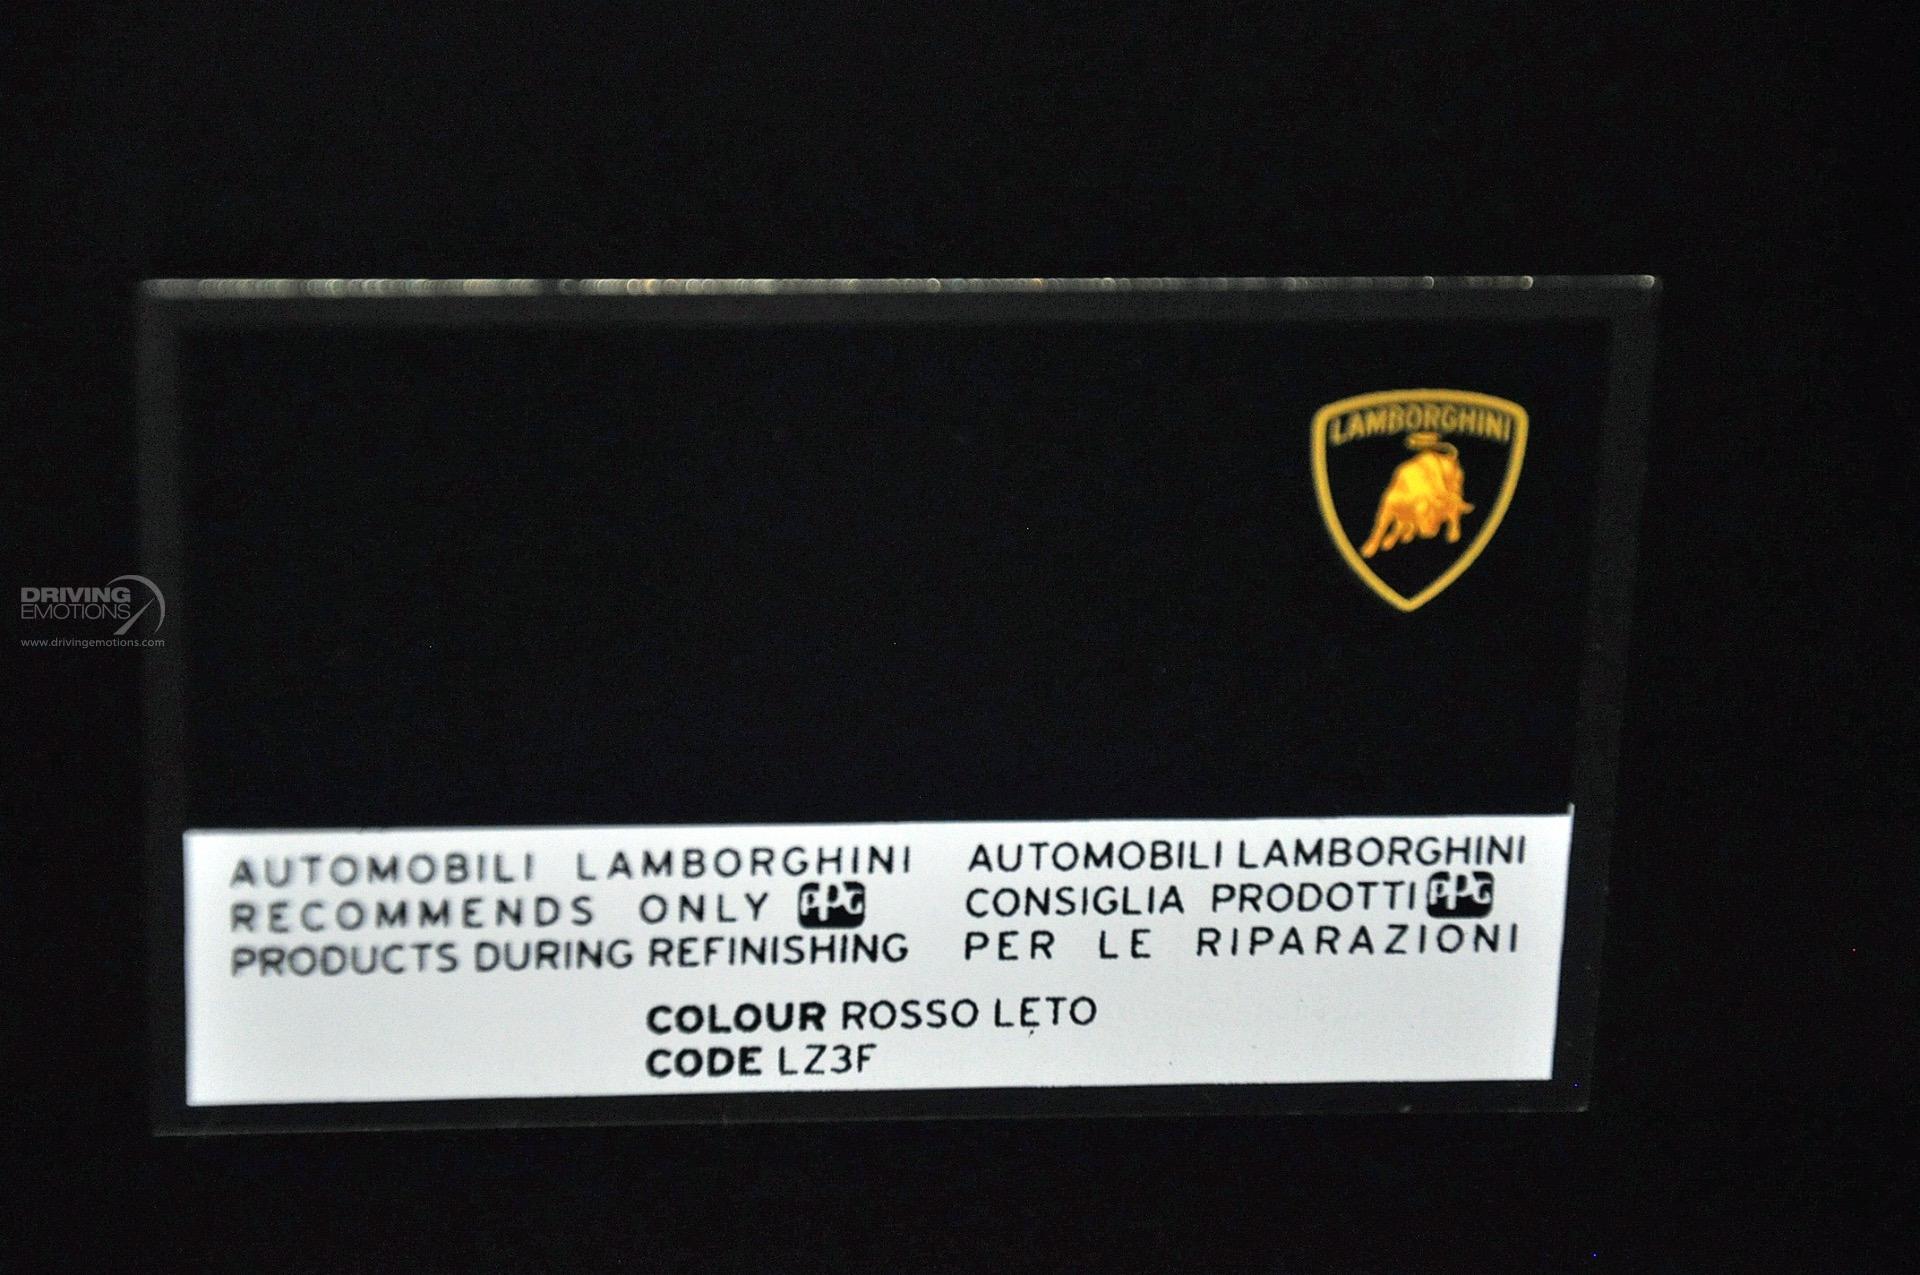 LAMBORGHINI
DRIVING
EMOTIONS
www.drivingemotions.com
AUTOMOBILI LAMBORGHINI
RECOMMENDS ONLY PPG
PRODUCTS DURING REFINISHING
AUTOMOBILI LAMBORGHINI
CONSIGLIA PRODOTTI PPG
PER LE RIPARAZIONI
COLOUR ROSSO LETO
CODE LZ3F